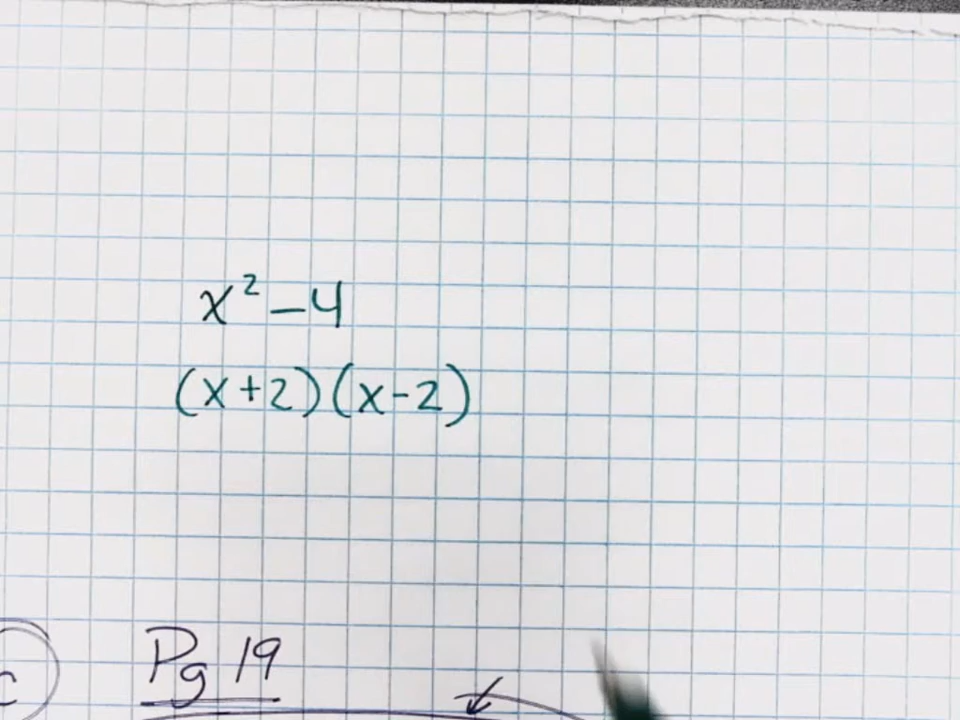 x² -4
(x+2)(x-2)
c Pg 19